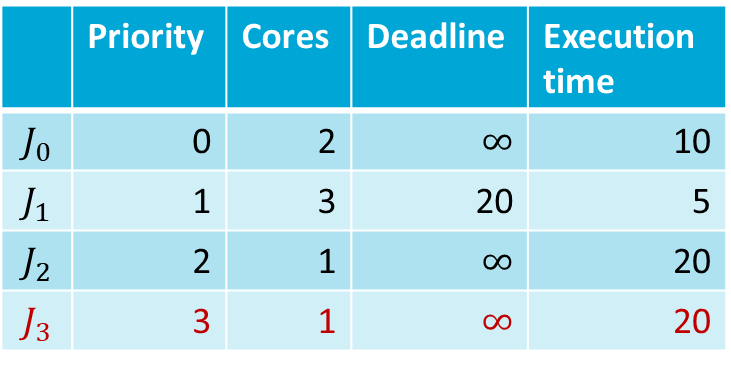 Priority Cores Deadline Execution time
J₀ 0 2 ∞ 10
J₁ 1 3 20 5
J₂ 2 1 ∞ 20
J₃ 3 1 ∞ 20